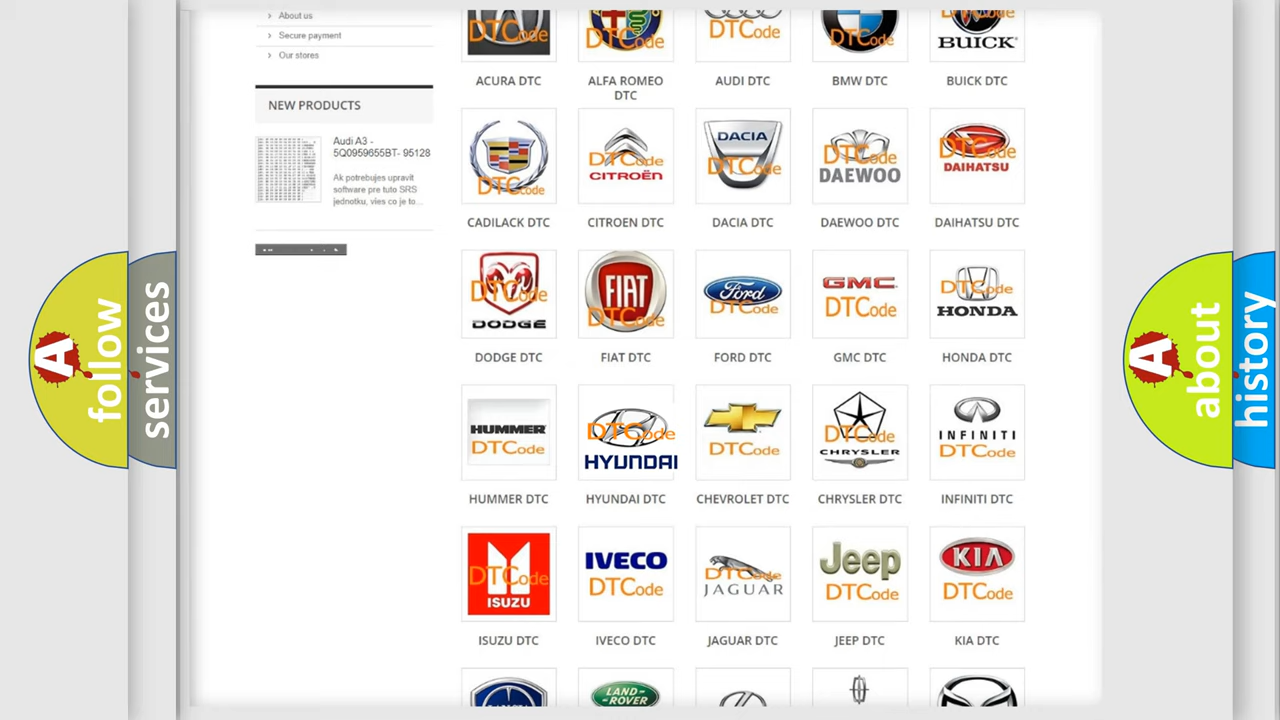 About us
Secure payment
Our stores
NEW PRODUCTS
Audi A3 -
5Q0959655BT- 95128
Ak potrebujes upravit
software pre tuto SRS
jednotku, vies co je to...
A
follow
services
A
about
history
DTCode
DTCode
DTCode
DTCode
BUICK
ACURA DTC
ALFA ROMEO
DTC
AUDI DTC
BMW DTC
BUICK DTC
DTCode
DTCode
CITROËN
DACIA
DTCode
DTCode
DAEWOO
DTCode
DAIHATSU
CADILACK DTC
CITROEN DTC
DACIA DTC
DAEWOO DTC
DAIHATSU DTC
DTCode
DODGE
FIAT
DTCode
Ford
DTCode
GMC
DTCode
DTCode
HONDA
DODGE DTC
FIAT DTC
FORD DTC
GMC DTC
HONDA DTC
HUMMER
DTCode
DTCode
HYUNDAI
DTCode
DTCode
CHRYSLER
INFINITI
DTCode
HUMMER DTC
HYUNDAI DTC
CHEVROLET DTC
CHRYSLER DTC
INFINITI DTC
DTCode
ISUZU
IVECO
DTCode
DTCode
JAGUAR
Jeep
DTCode
KIA
DTCode
ISUZU DTC
IVECO DTC
JAGUAR DTC
JEEP DTC
KIA DTC
LAND-
ROVER